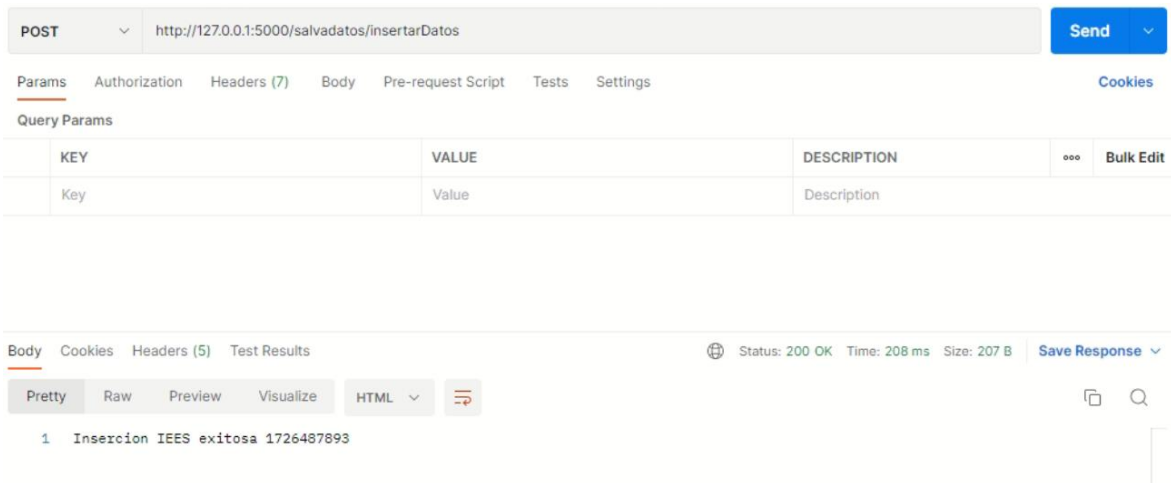 POST http://127.0.0.1:5000/salvadatos/insertarDatos Send
Params Authorization Headers (7) Body Pre-request Script Tests Settings Cookies
Query Params
KEY VALUE DESCRIPTION ooo Bulk Edit
Key Value Description
Body Cookies Headers (5) Test Results Status: 200 OK Time: 208 ms Size: 207 B Save Response
Pretty Raw Preview Visualize HTML
1 Insercion IEES exitosa 1726487893